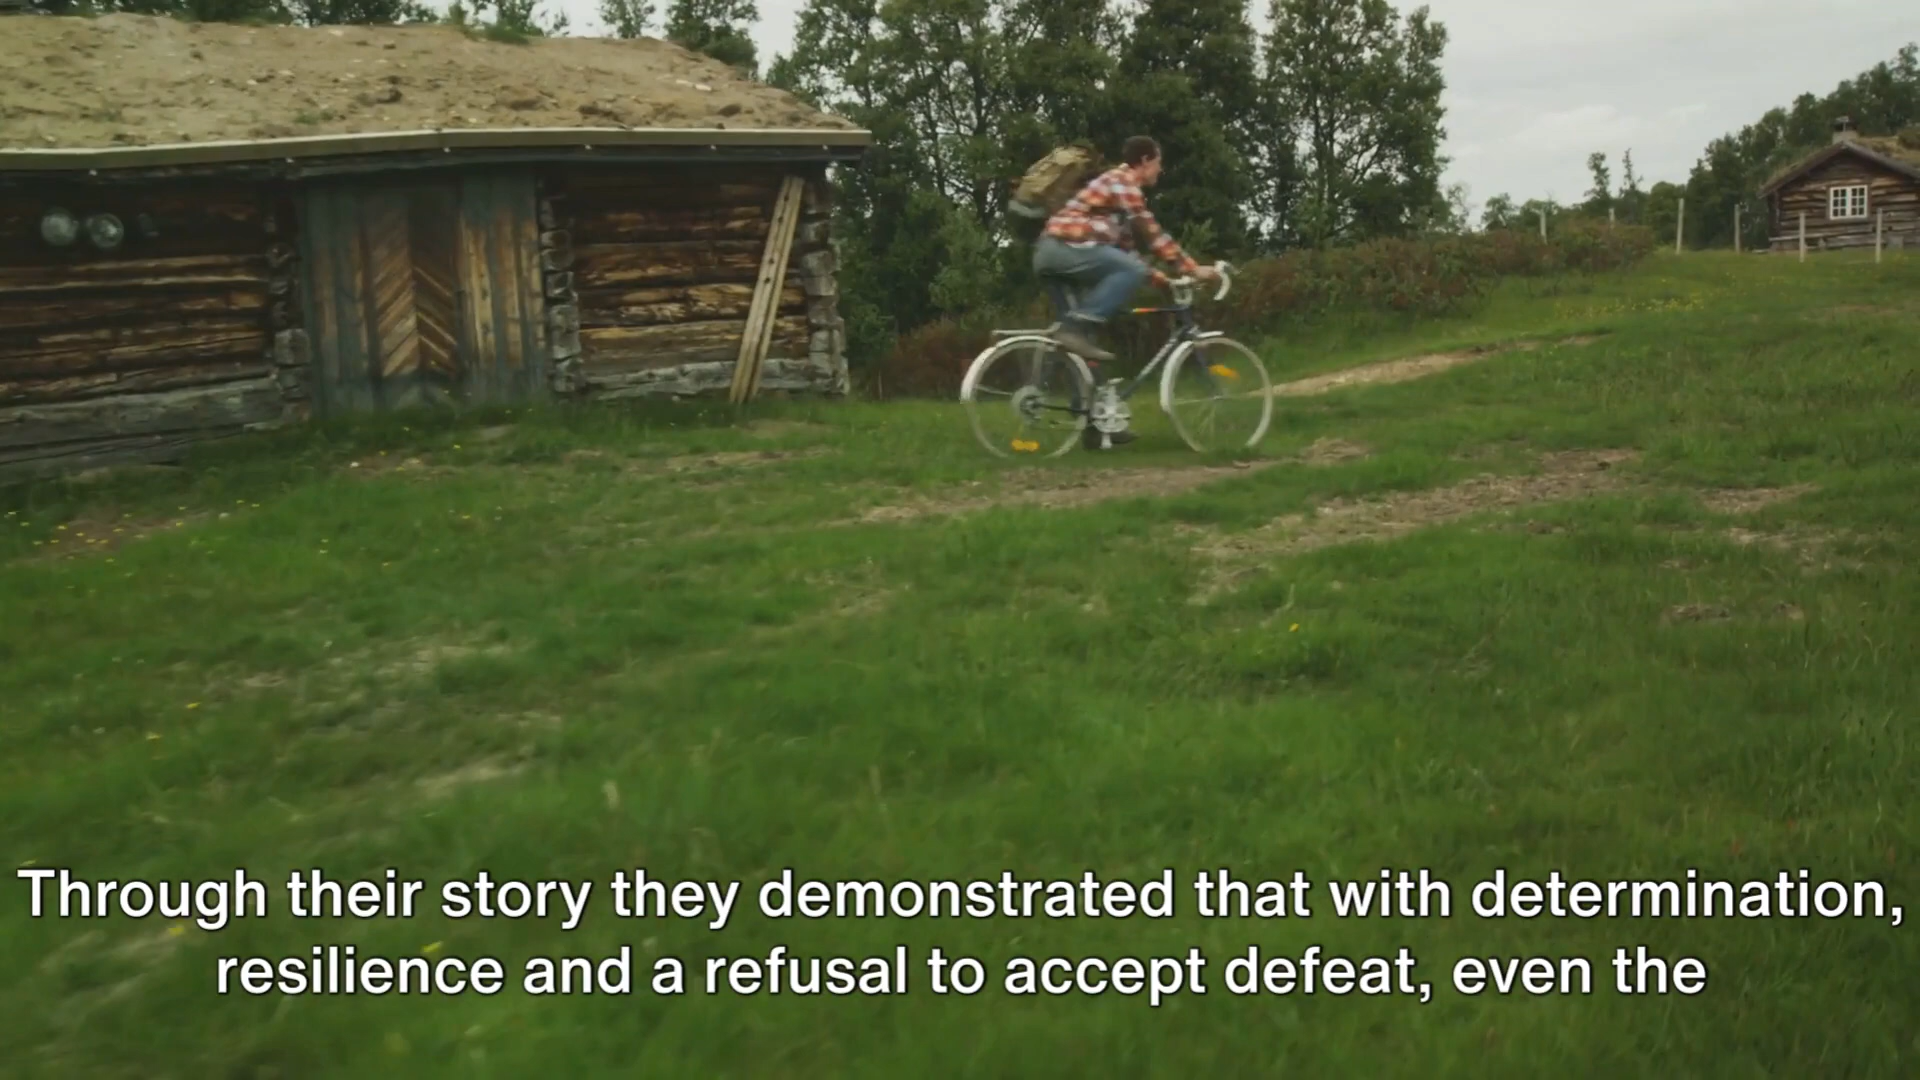 Through their story they demonstrated that with determination,
resilience and a refusal to accept defeat, even the